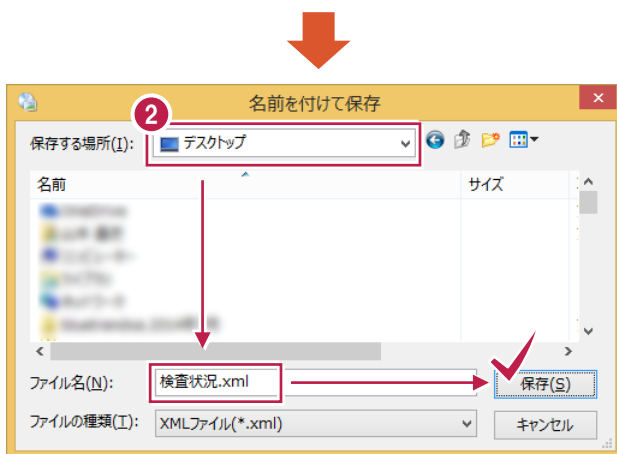 名前を付けて保存
2
保存する場所(I): デスクトップ
名前 サイズ
ファイル名(N): 検査状況.xml 保存(S)
ファイルの種類(T): XMLファイル(*.xml) キャンセル